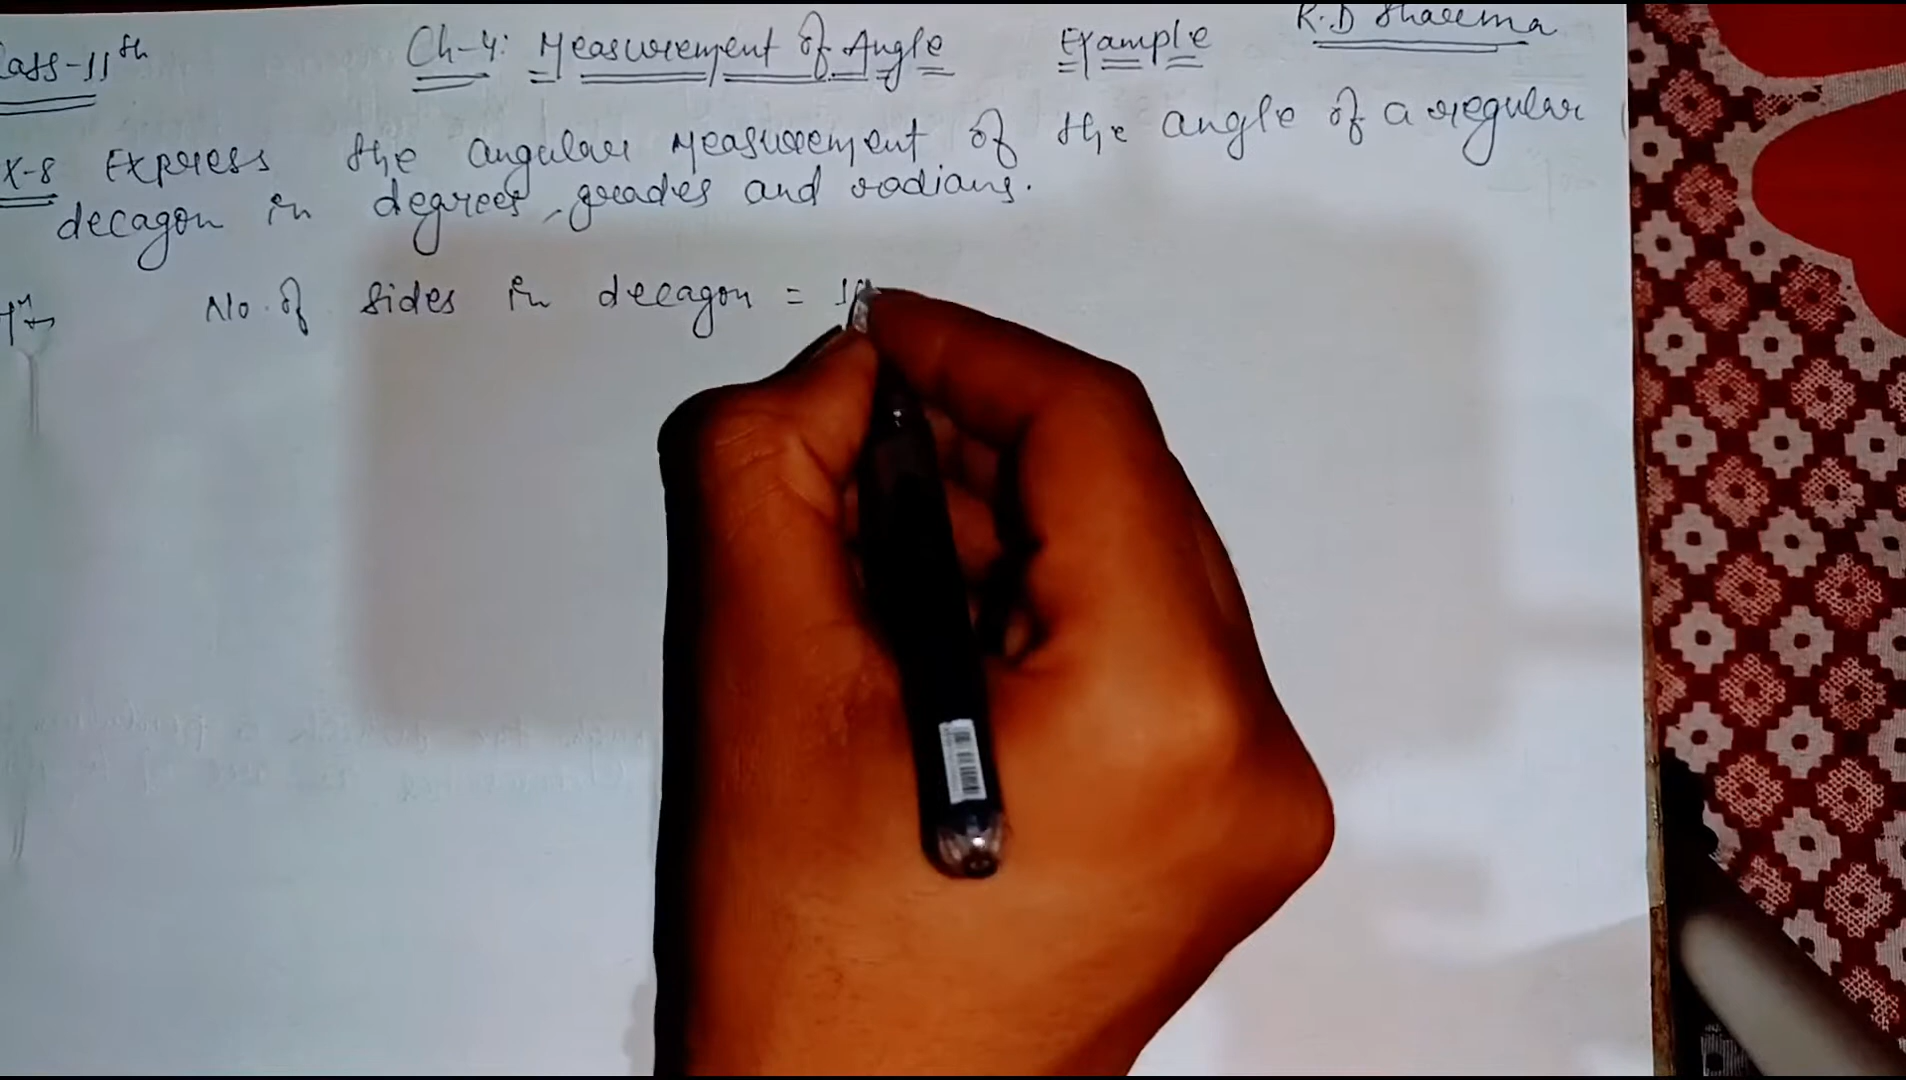 Class-11th Ch-4: Measurement of Angle Example R.D Sharma
Ex-8 Express the angular measurement of the angle of a regular
decagon in degrees, grades and radians.
No. of sides in decagon = 10